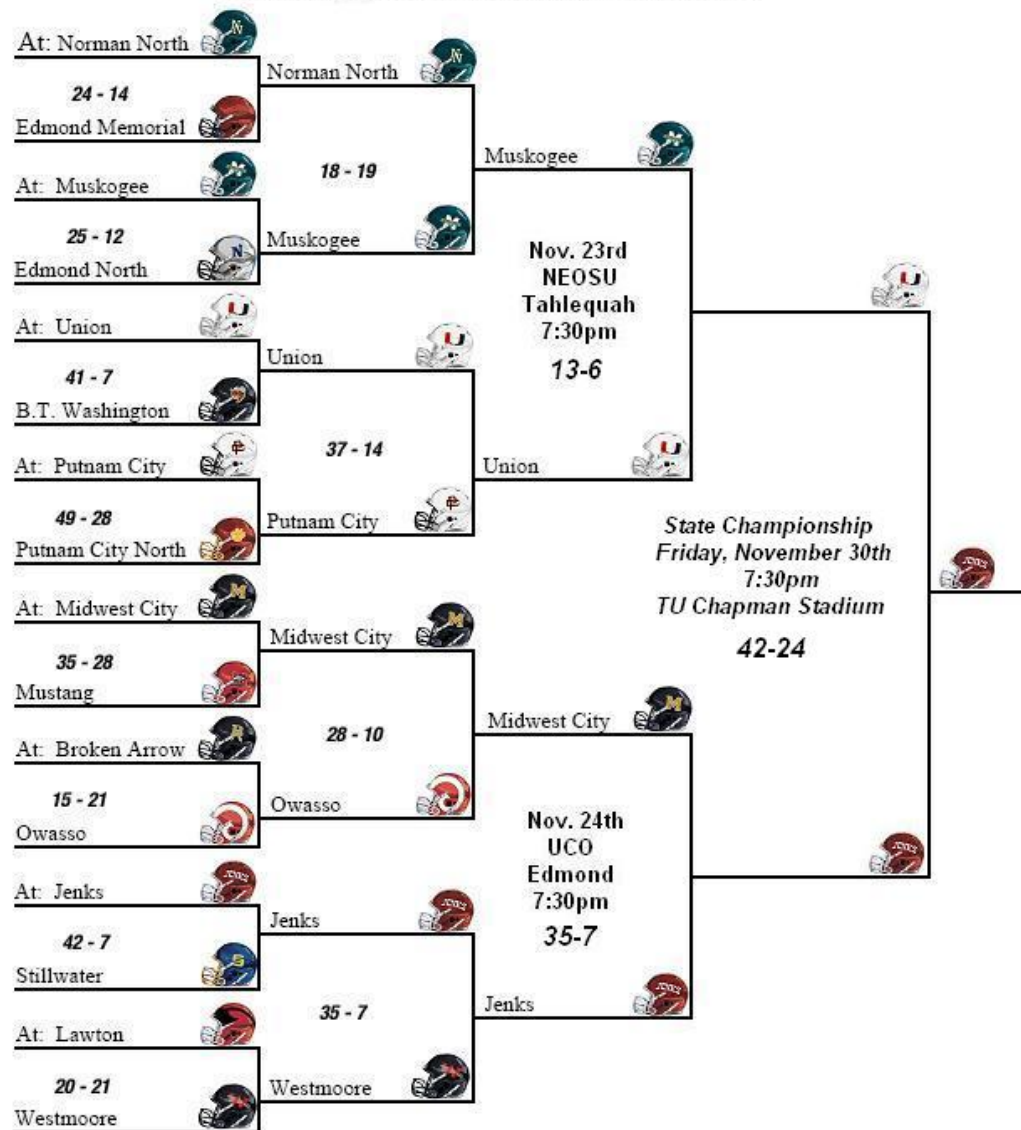 At: Norman North
24 - 14
Edmond Memorial
At: Muskogee
25 - 12
Edmond North
At: Union
41 - 7
B.T. Washington
At: Putnam City
49 - 28
Putnam City North
At: Midwest City
35 - 28
Mustang
At: Broken Arrow
15 - 21
Owasso
At: Jenks
42 - 7
Stillwater
At: Lawton
20 - 21
Westmoore
Norman North
18 - 19
Muskogee
Union
37 - 14
Putnam City
Midwest City
28 - 10
Owasso
Jenks
35 - 7
Westmoore
Muskogee
Nov. 23rd
NEOSU
Tahlequah
7:30pm
13-6
Union
Midwest City
Nov. 24th
UCO
Edmond
7:30pm
35-7
Jenks
State Championship
Friday, November 30th
7:30pm
TU Chapman Stadium
42-24